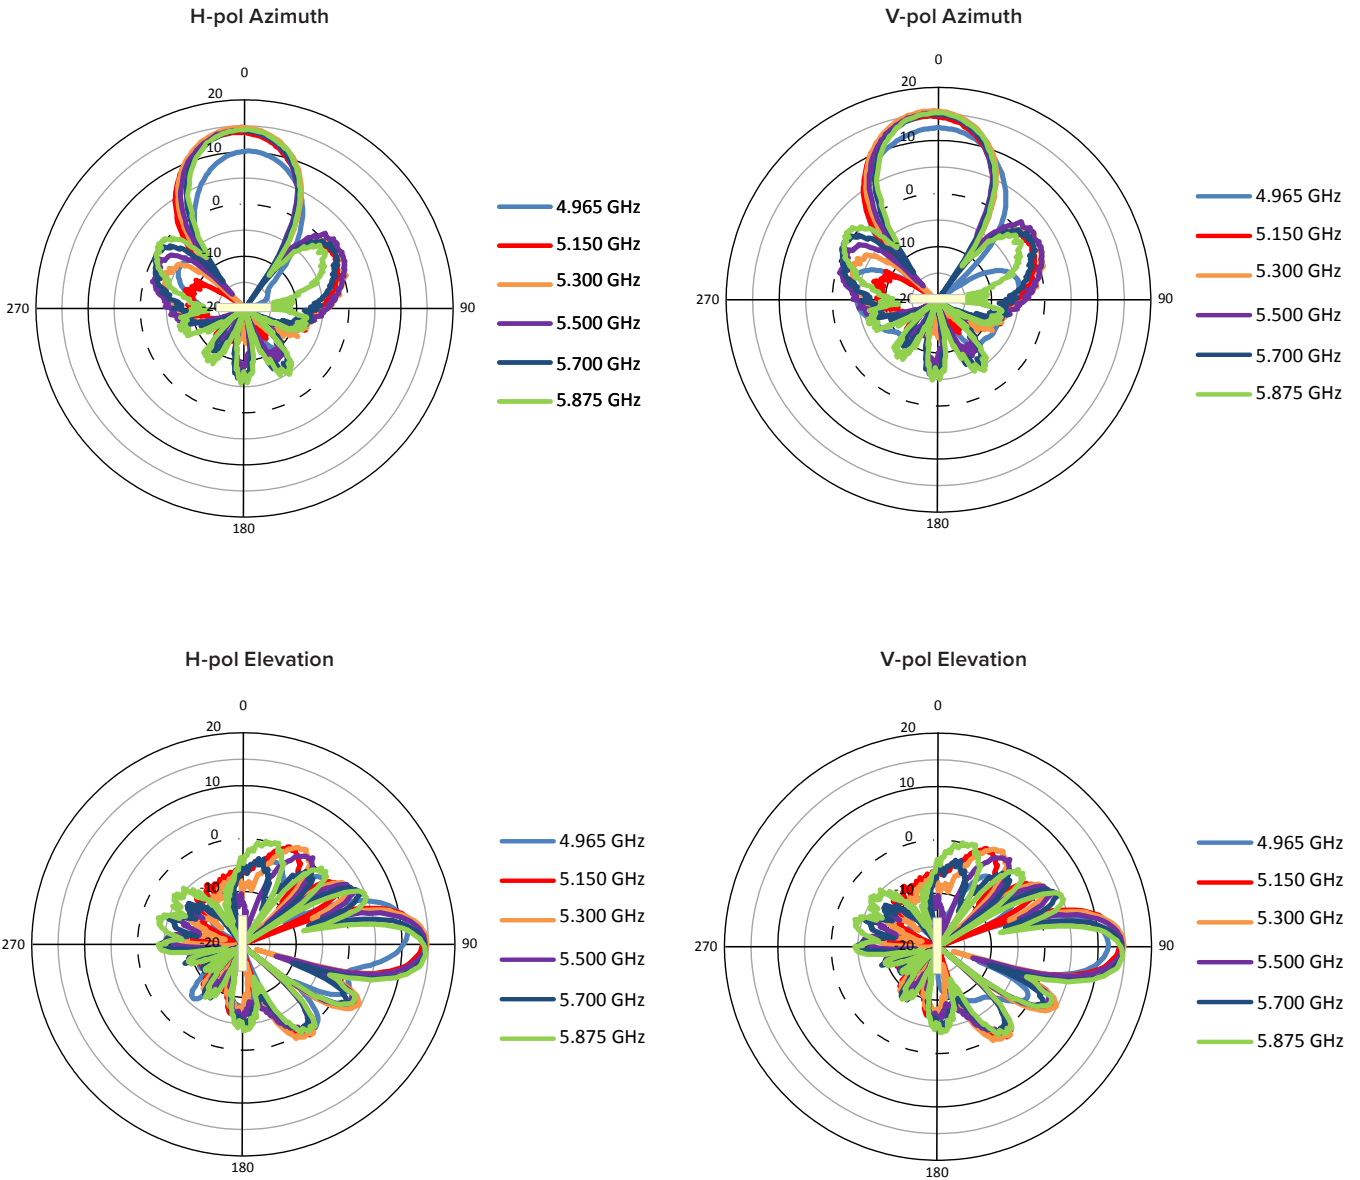 H-pol Azimuth
0
20
10
0
-10
-20
270
90
180
4.965 GHz
5.150 GHz
5.300 GHz
5.500 GHz
5.700 GHz
5.875 GHz
V-pol Azimuth
0
20
10
0
-10
-20
270
90
180
4.965 GHz
5.150 GHz
5.300 GHz
5.500 GHz
5.700 GHz
5.875 GHz
H-pol Elevation
0
20
10
0
-10
-20
270
90
180
4.965 GHz
5.150 GHz
5.300 GHz
5.500 GHz
5.700 GHz
5.875 GHz
V-pol Elevation
0
20
10
0
-10
-20
270
90
180
4.965 GHz
5.150 GHz
5.300 GHz
5.500 GHz
5.700 GHz
5.875 GHz